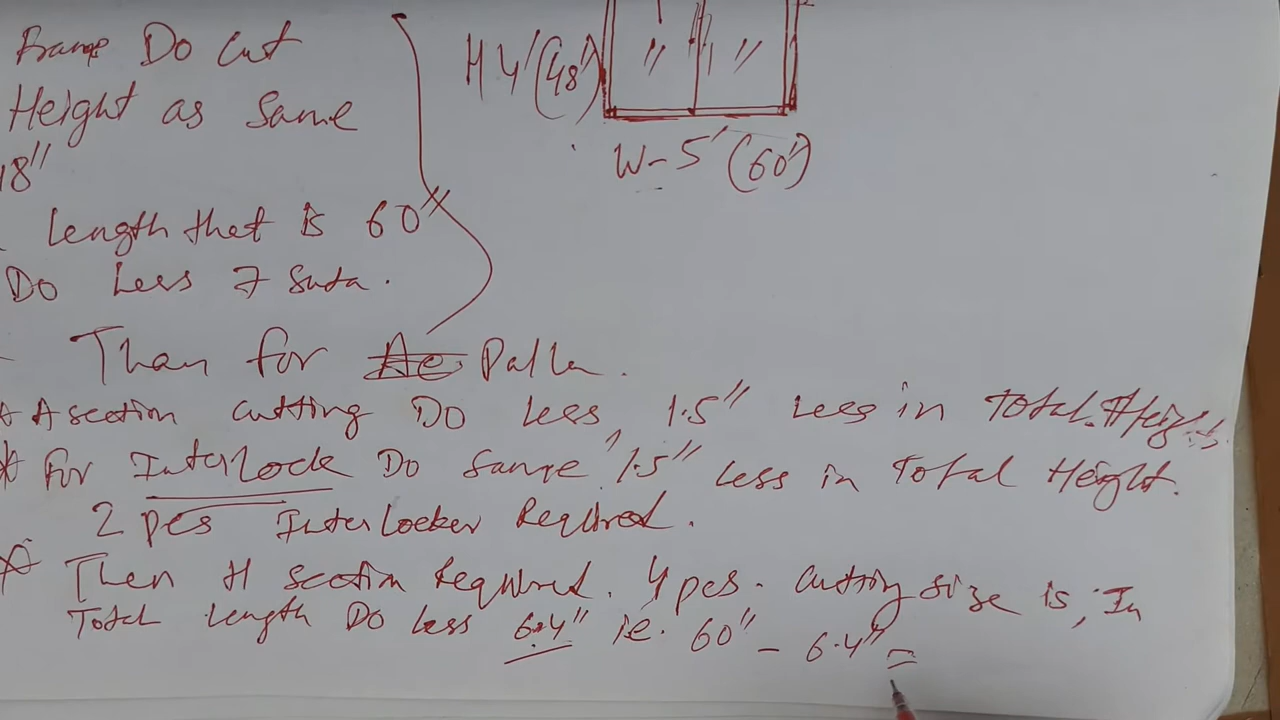 Frame Do Cut
Height as Same
48"
H 4' (48")
W- 5' (60")
Length that is 60"
Do Less 7 Suta.
Than for Palla.
A section cutting Do Less, 1.5" Less in Total Height
For InterLock Do Same, 1.5" Less in Total Height.
2 pcs InterLocker Required.
Then H section Required. 4 pcs. cutting size is, In
Total Length Do Less 6.4" i.e. 60" - 6.4" =